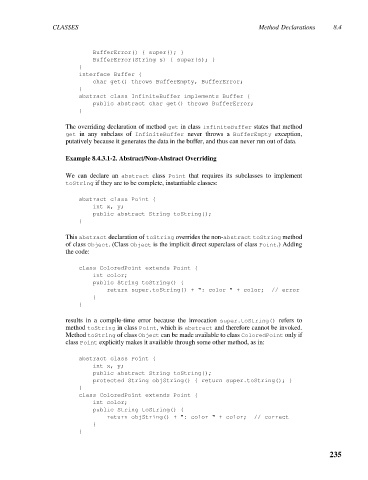 CLASSES Method Declarations 8.4
BufferError() { super(); }
BufferError(String s) { super(s); }
}
interface Buffer {
char get() throws BufferEmpty, BufferError;
}
abstract class InfiniteBuffer implements Buffer {
public abstract char get() throws BufferError;
}
The overriding declaration of method get in class InfiniteBuffer states that method
get in any subclass of InfiniteBuffer never throws a BufferEmpty exception,
putatively because it generates the data in the buffer, and thus can never run out of data.
Example 8.4.3.1-2. Abstract/Non-Abstract Overriding
We can declare an abstract class Point that requires its subclasses to implement
toString if they are to be complete, instantiable classes:
abstract class Point {
int x, y;
public abstract String toString();
}
This abstract declaration of toString overrides the non-abstract toString method
of class Object. (Class Object is the implicit direct superclass of class Point.) Adding
the code:
class ColoredPoint extends Point {
int color;
public String toString() {
return super.toString() + ": color " + color; // error
}
}
results in a compile-time error because the invocation super.toString() refers to
method toString in class Point, which is abstract and therefore cannot be invoked.
Method toString of class Object can be made available to class ColoredPoint only if
class Point explicitly makes it available through some other method, as in:
abstract class Point {
int x, y;
public abstract String toString();
protected String objString() { return super.toString(); }
}
class ColoredPoint extends Point {
int color;
public String toString() {
return objString() + ": color " + color; // correct
}
}
235